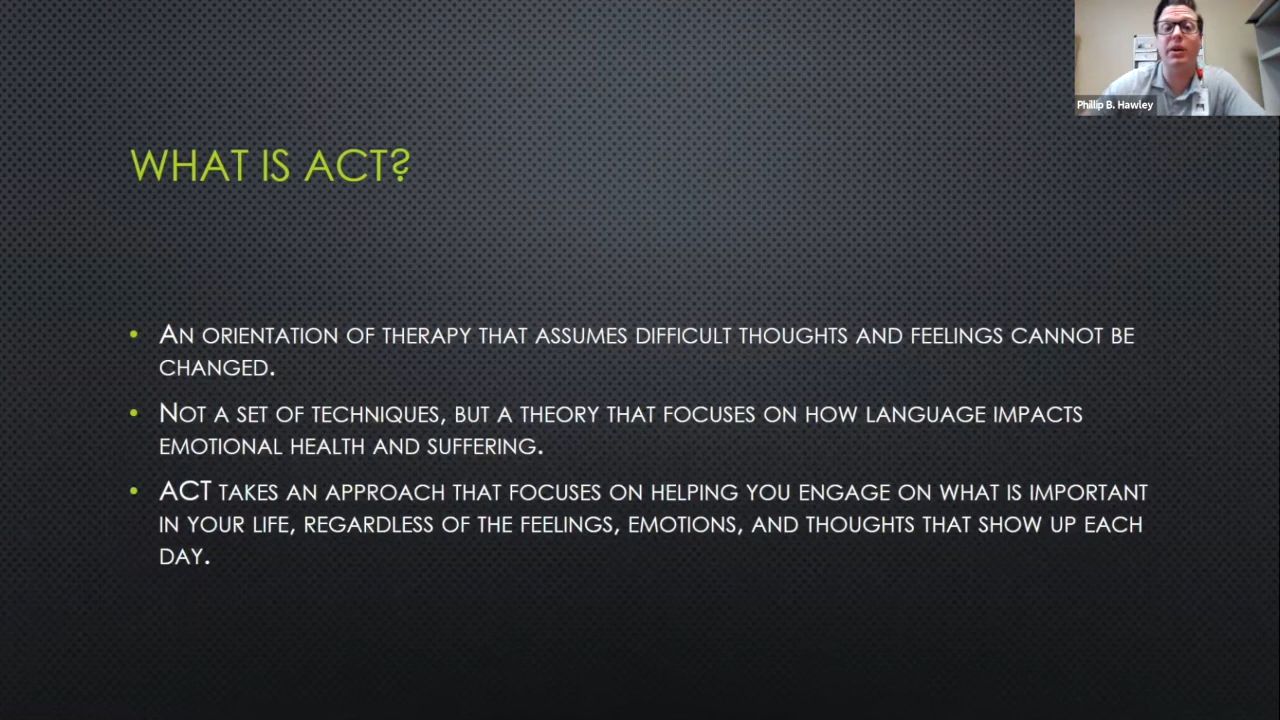 Phillip B. Hawley
WHAT IS ACT?
• AN ORIENTATION OF THERAPY THAT ASSUMES DIFFICULT THOUGHTS AND FEELINGS CANNOT BE
CHANGED.
• NOT A SET OF TECHNIQUES, BUT A THEORY THAT FOCUSES ON HOW LANGUAGE IMPACTS
EMOTIONAL HEALTH AND SUFFERING.
• ACT TAKES AN APPROACH THAT FOCUSES ON HELPING YOU ENGAGE ON WHAT IS IMPORTANT
IN YOUR LIFE, REGARDLESS OF THE FEELINGS, EMOTIONS, AND THOUGHTS THAT SHOW UP EACH
DAY.